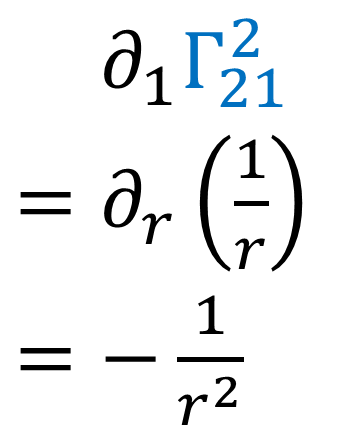 ∂₁Γ²₂₁
= ∂ᵣ (1/r)
= − 1/r²